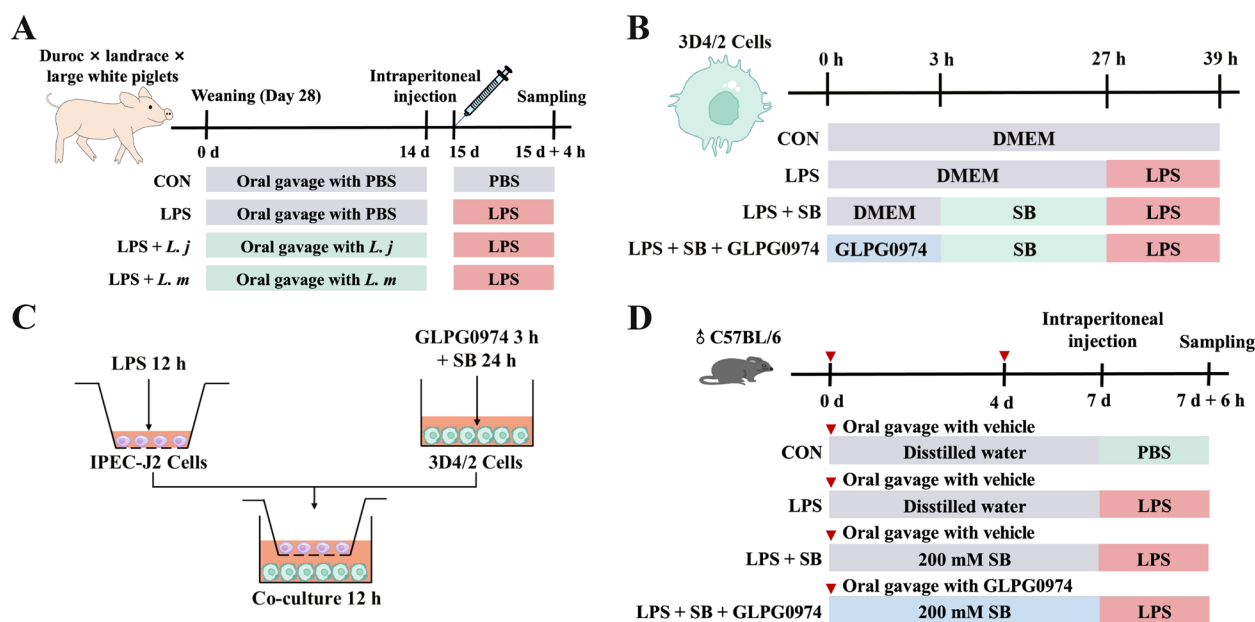 A
Duroc × landrace ×
large white piglets
Weaning (Day 28)
Intraperitoneal
injection
Sampling
0 d
14 d
15 d
15 d + 4 h
CON
Oral gavage with PBS
PBS
LPS
Oral gavage with PBS
LPS
LPS + L. j
Oral gavage with L. j
LPS
LPS + L. m
Oral gavage with L. m
LPS
B
3D4/2 Cells
0 h
3 h
27 h
39 h
CON
DMEM
LPS
DMEM
LPS
LPS + SB
DMEM
SB
LPS
LPS + SB + GLPG0974
GLPG0974
SB
LPS
C
LPS 12 h
GLPG0974 3 h
+ SB 24 h
IPEC-J2 Cells
3D4/2 Cells
Co-culture 12 h
D
♂ C57BL/6
Intraperitoneal
injection
Sampling
0 d
4 d
7 d
7 d + 6 h
Oral gavage with vehicle
CON
Disstilled water
PBS
Oral gavage with vehicle
LPS
Disstilled water
LPS
Oral gavage with vehicle
LPS + SB
200 mM SB
LPS
Oral gavage with GLPG0974
LPS + SB + GLPG0974
200 mM SB
LPS